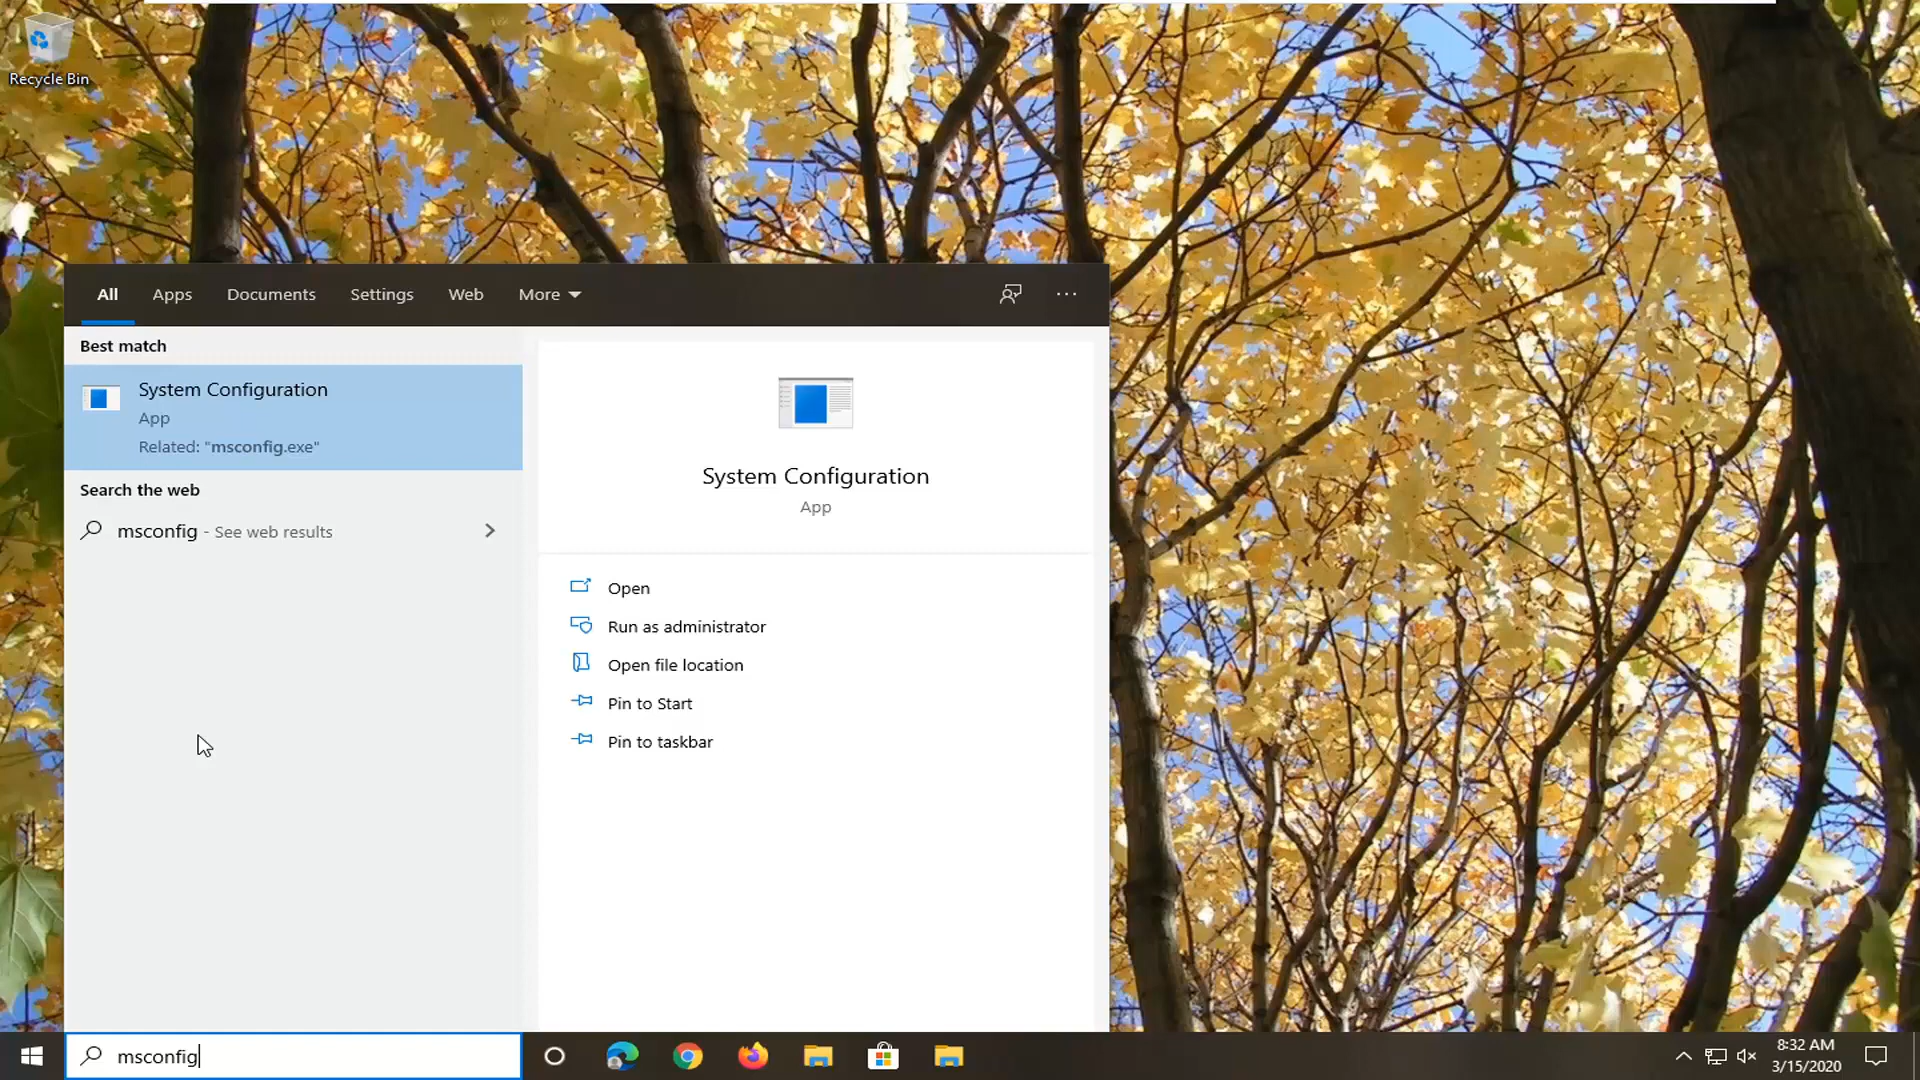 Recycle Bin
All Apps Documents Settings Web More
Best match
System Configuration
App
Related: "msconfig.exe"
Search the web
msconfig - See web results
System Configuration
App
Open
Run as administrator
Open file location
Pin to Start
Pin to taskbar
msconfig
8:32 AM
3/15/2020